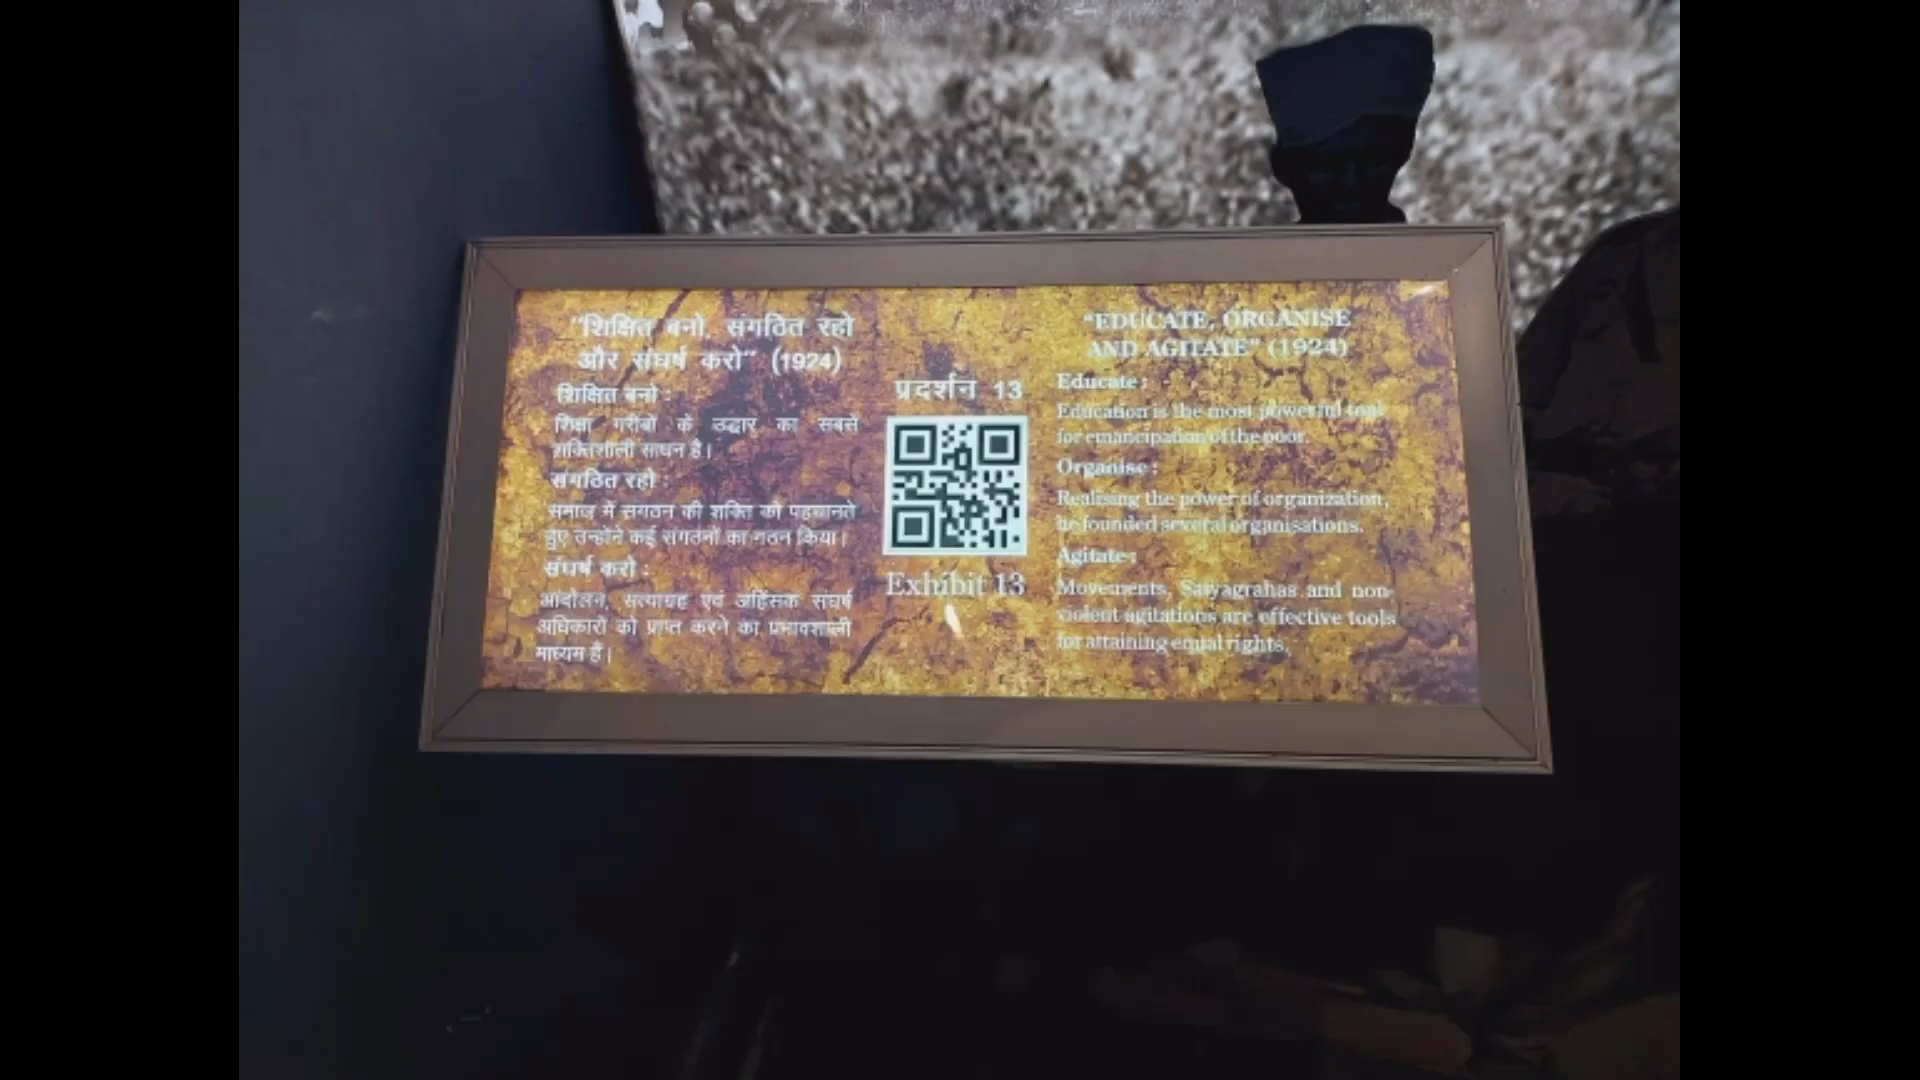 "शिक्षित बनो, संगठित रहो
और संघर्ष करो" (1924)
शिक्षित बनो :
शिक्षा गरीबों के उद्धार का सबसे
शक्तिशाली साधन है।
संगठित रहो :
समाज में संगठन की शक्ति को पहचानते
हुए उन्होंने कई संगठनों का गठन किया।
संघर्ष करो :
आंदोलन, सत्याग्रह एवं अहिंसक संघर्ष
अधिकारों को प्राप्त करने का प्रभावशाली
माध्यम हैं।
प्रदर्शन 13
Exhibit 13
"EDUCATE, ORGANISE
AND AGITATE" (1924)
Educate :
Education is the most powerful tool
for emancipation of the poor.
Organise :
Realising the power of organization,
he founded several organisations.
Agitate :
Movements, Satyagrahas and non-
violent agitations are effective tools
for attaining equal rights.